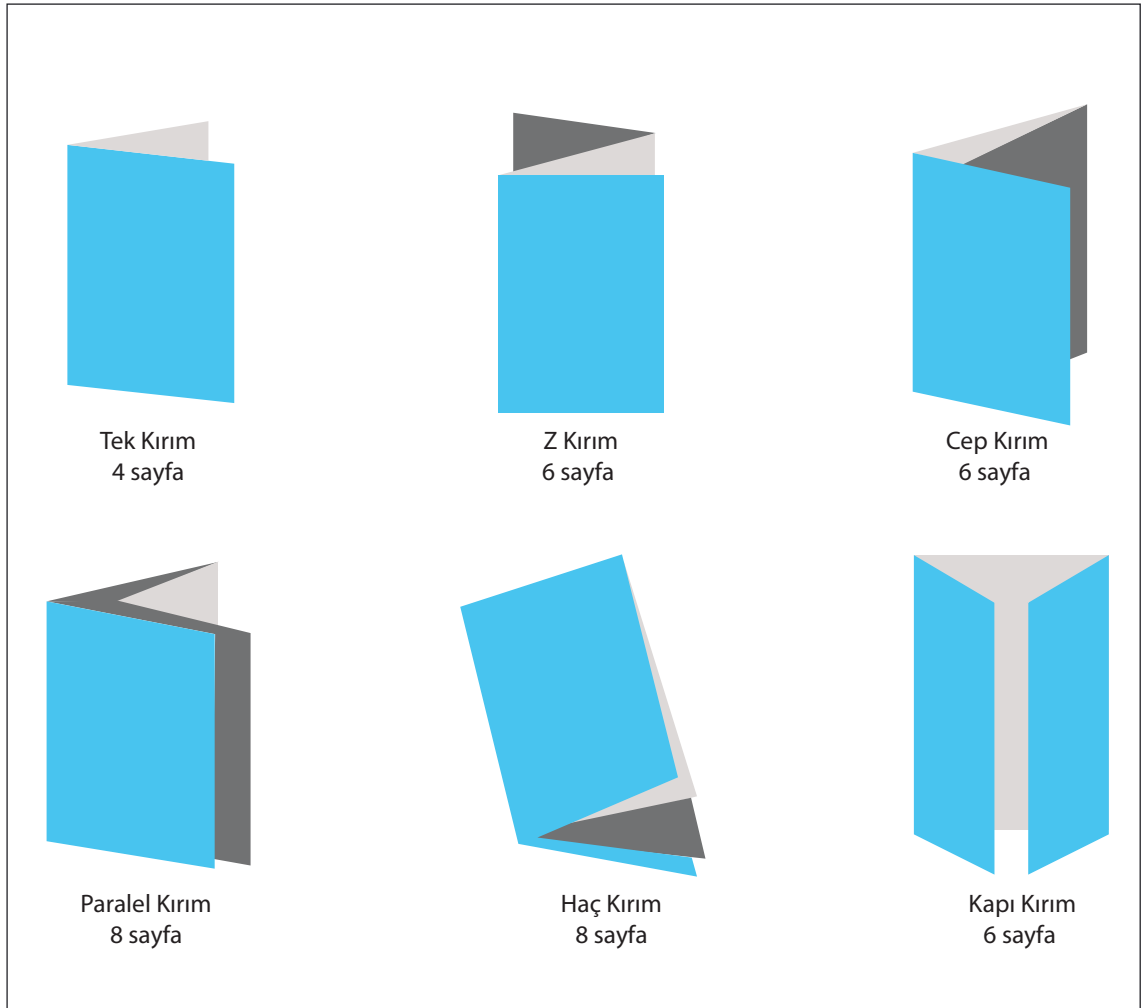 Tek Kırım
4 sayfa
Z Kırım
6 sayfa
Cep Kırım
6 sayfa
Paralel Kırım
8 sayfa
Haç Kırım
8 sayfa
Kapı Kırım
6 sayfa